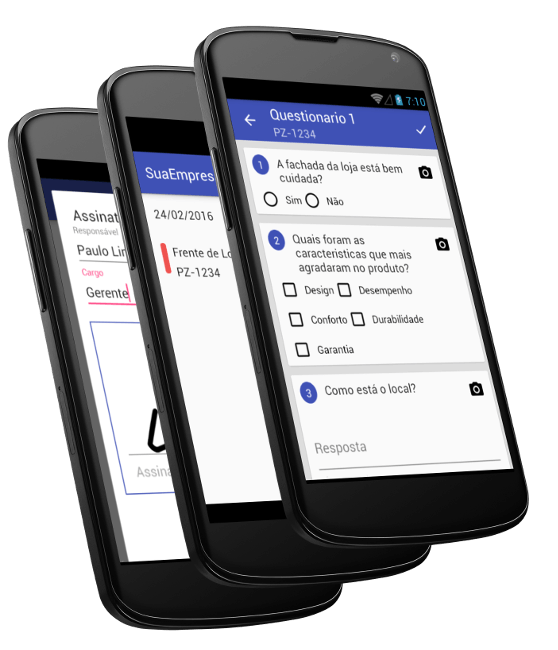 7:10
Questionario 1
PZ-1234
1 A fachada da loja está bem
cuidada?
Sim Não
2 Quais foram as
caracteristicas que mais
agradaram no produto?
Design Desempenho
Conforto Durabilidade
Garantia
3 Como está o local?
Resposta
SuaEmpres
24/02/2016
Frente de Lo
PZ-1234
Assinat
Responsável
Paulo Lin
Cargo
Gerente
Assina